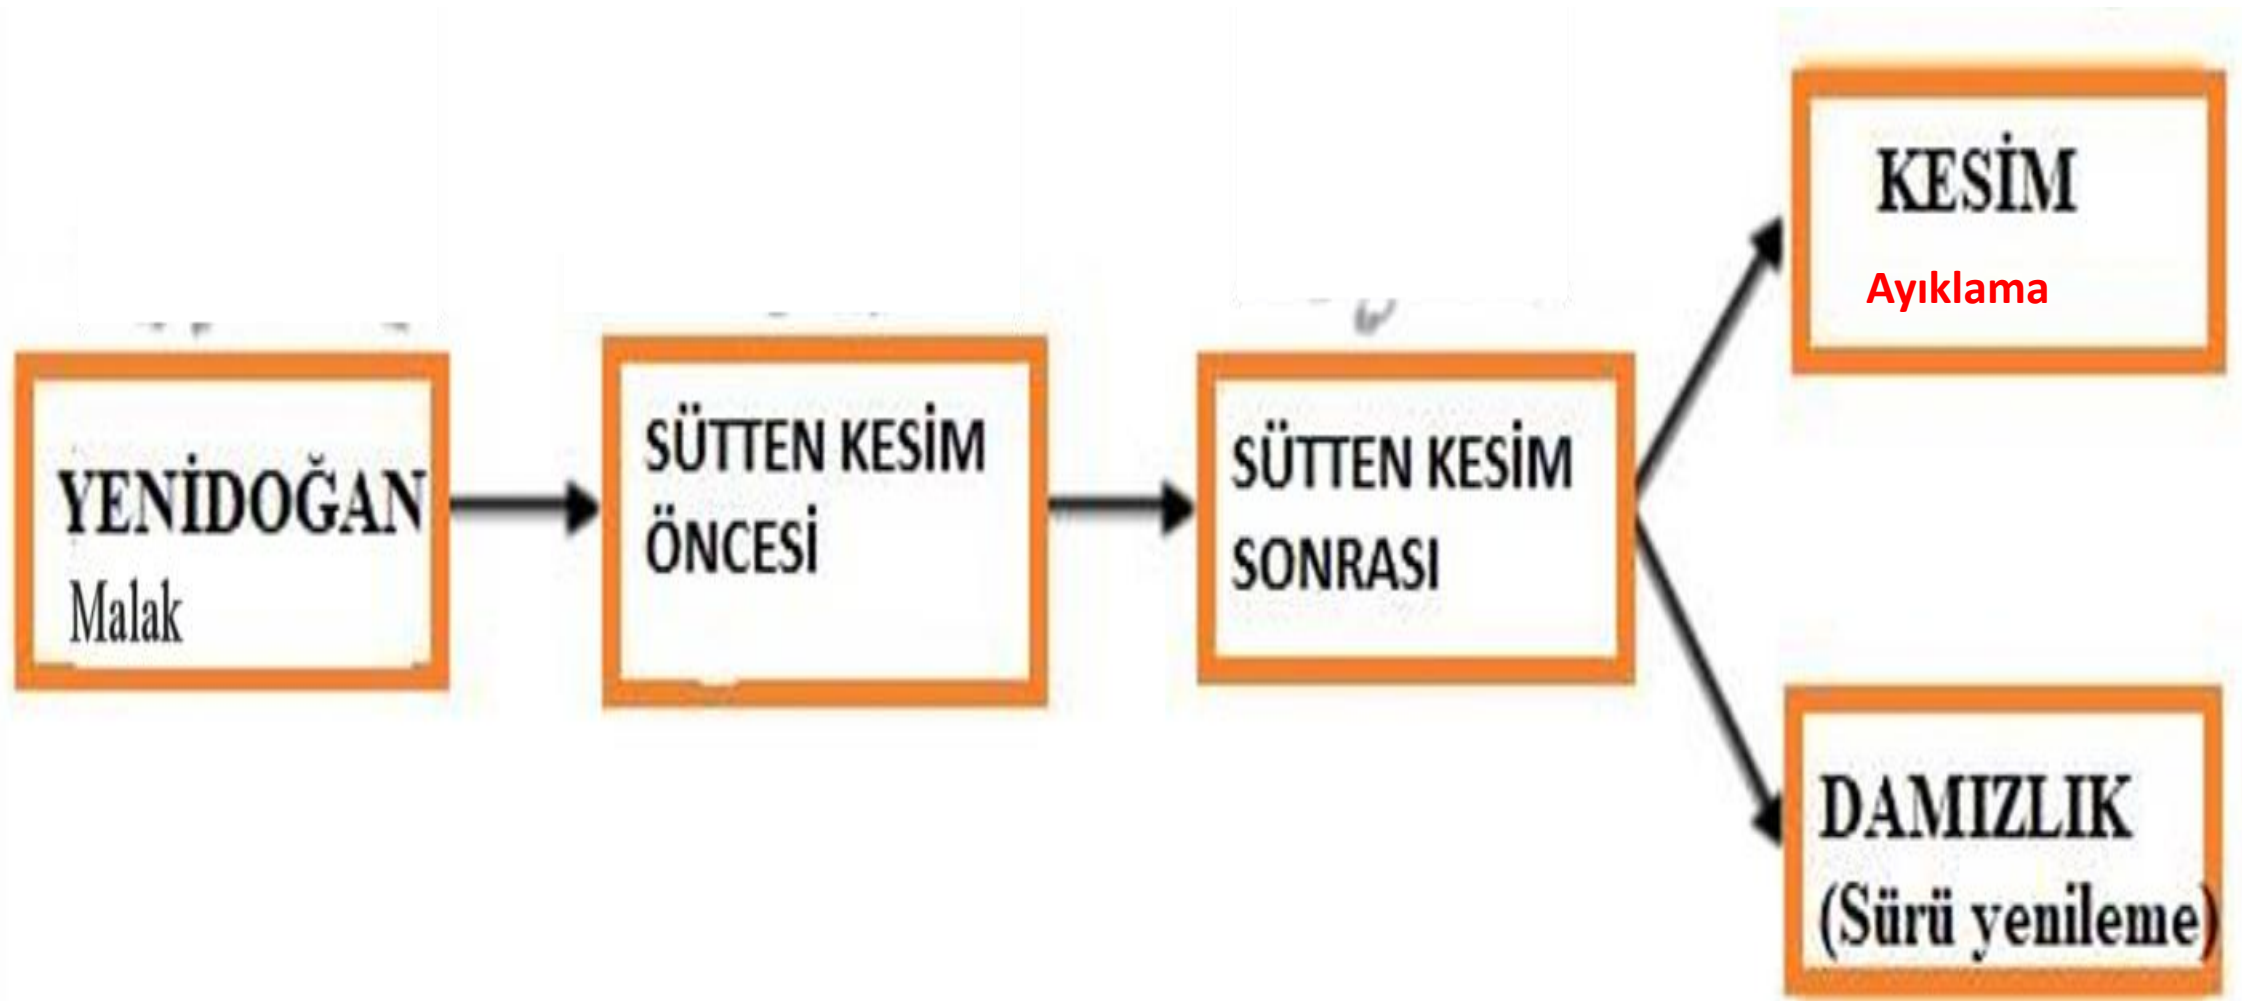 YENİDOĞAN
Malak
SÜTTEN KESİM
ÖNCESİ
SÜTTEN KESİM
SONRASI
KESİM
Ayıklama
DAMIZLIK
(Sürü yenileme)